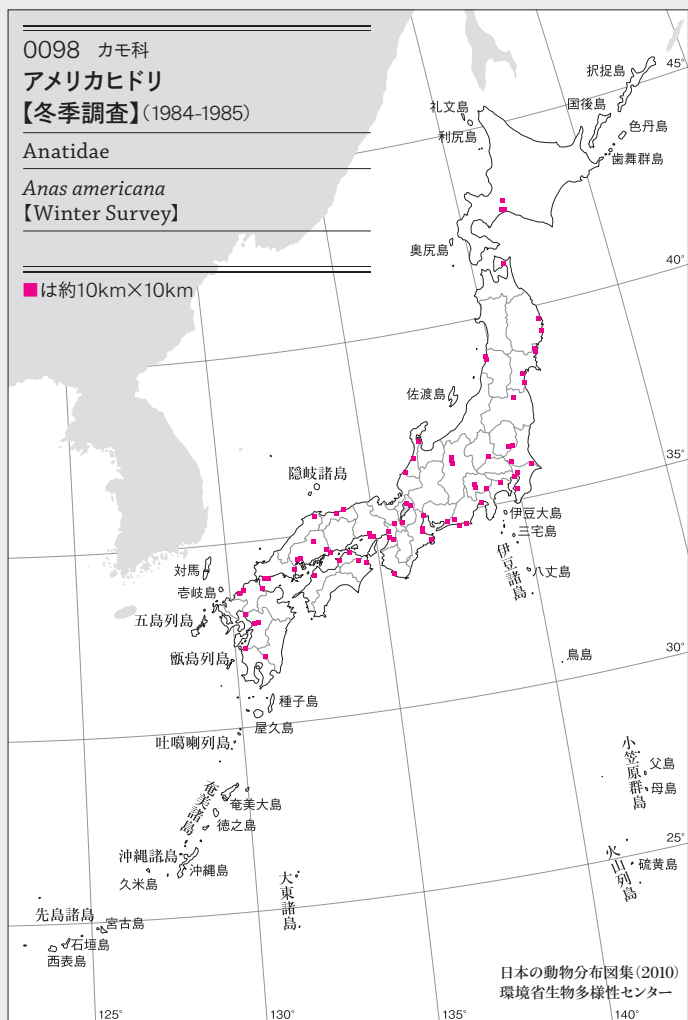 0098 カモ科
アメリカヒドリ
【冬季調査】(1984-1985)
Anatidae
Anas americana
【Winter Survey】
■は約10km×10km
45°
択捉島
礼文島
国後島
色丹島
利尻島
歯舞群島
奥尻島
40°
佐渡島
35°
隠岐諸島
伊豆大島
三宅島
対馬
八丈島
伊豆諸島
壱岐島
五島列島
甑島列島
鳥島
30°
種子島
屋久島
吐噶喇列島
小笠原群島
父島
母島
奄美諸島
奄美大島
徳之島
25°
沖縄諸島
沖縄島
久米島
火山列島
硫黄島
大東諸島
先島諸島
宮古島
石垣島
西表島
日本の動物分布図集(2010)
環境省生物多様性センター
125°
130°
135°
140°